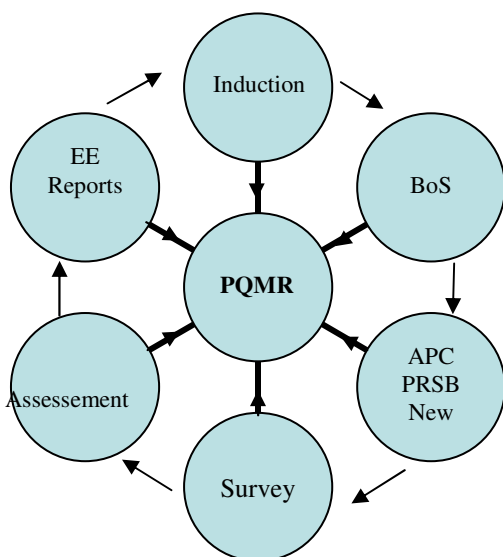 Induction
EE
Reports
BoS
PQMR
APC
PRSB
New
Assessement
Survey